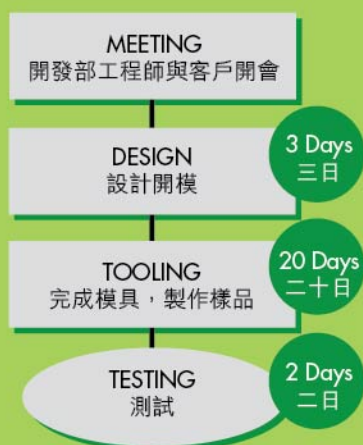 MEETING
開發部工程師與客戶開會
3 Days
三日
DESIGN
設計開模
20 Days
二十日
TOOLING
完成模具，製作樣品
2 Days
二日
TESTING
測試